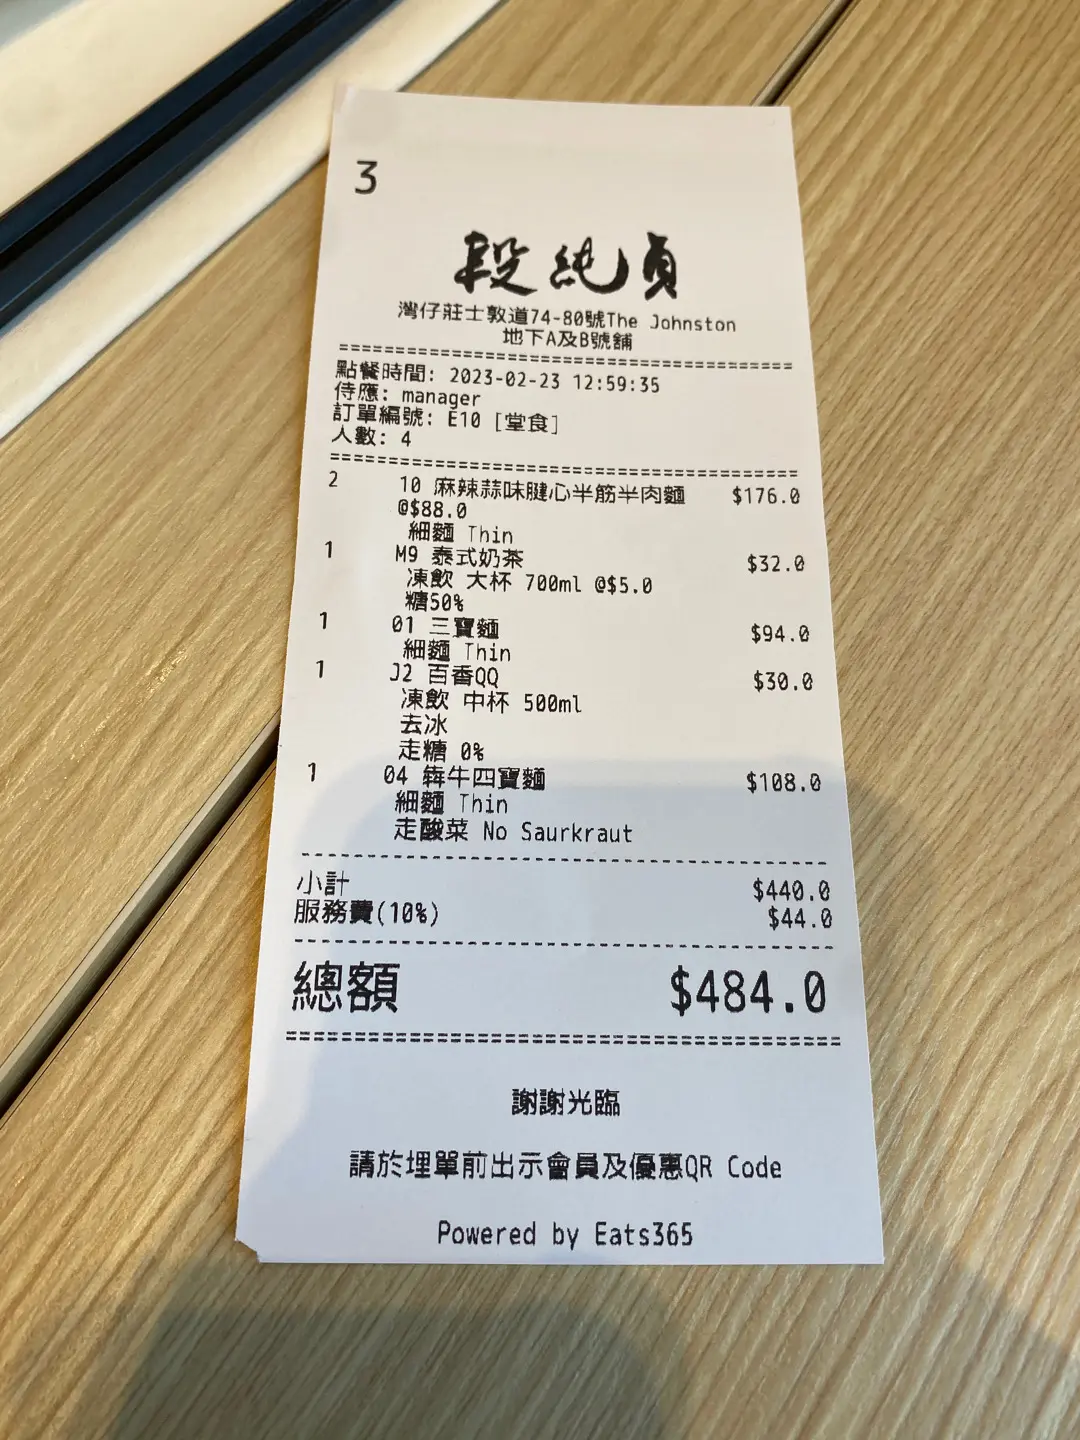 3
段純貞
灣仔莊士敦道74-80號The Johnston
地下A及B號舖
點餐時間: 2023-02-23 12:59:35
侍應: manager
訂單編號: E10 [堂食]
人數: 4
2 10 麻辣蒜味腱心半筋半肉麵 $176.0
@$88.0
細麵 Thin
1 M9 泰式奶茶 $32.0
凍飲 大杯 700ml @$5.0
糖50%
1 01 三寶麵 $94.0
細麵 Thin
1 J2 百香QQ $30.0
凍飲 中杯 500ml
去冰
走糖 0%
1 04 犇牛四寶麵 $108.0
細麵 Thin
走酸菜 No Saurkraut
小計 $440.0
服務費(10%) $44.0
總額 $484.0
謝謝光臨
請於埋單前出示會員及優惠QR Code
Powered by Eats365